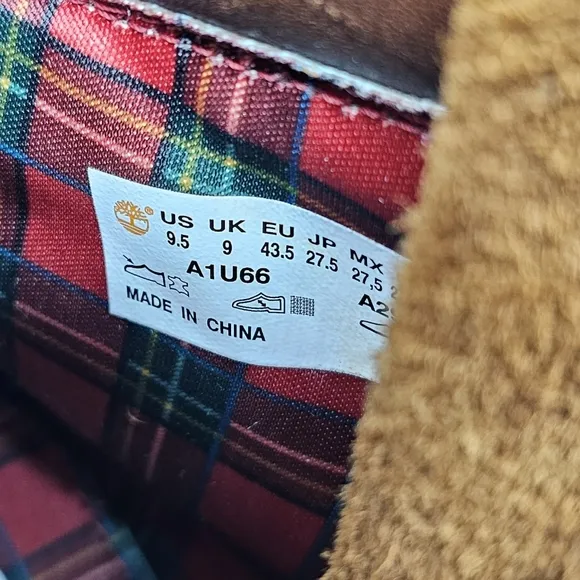 US UK EU JP MX
9.5 9 43.5 27.5 27,5
A1U66
MADE IN CHINA